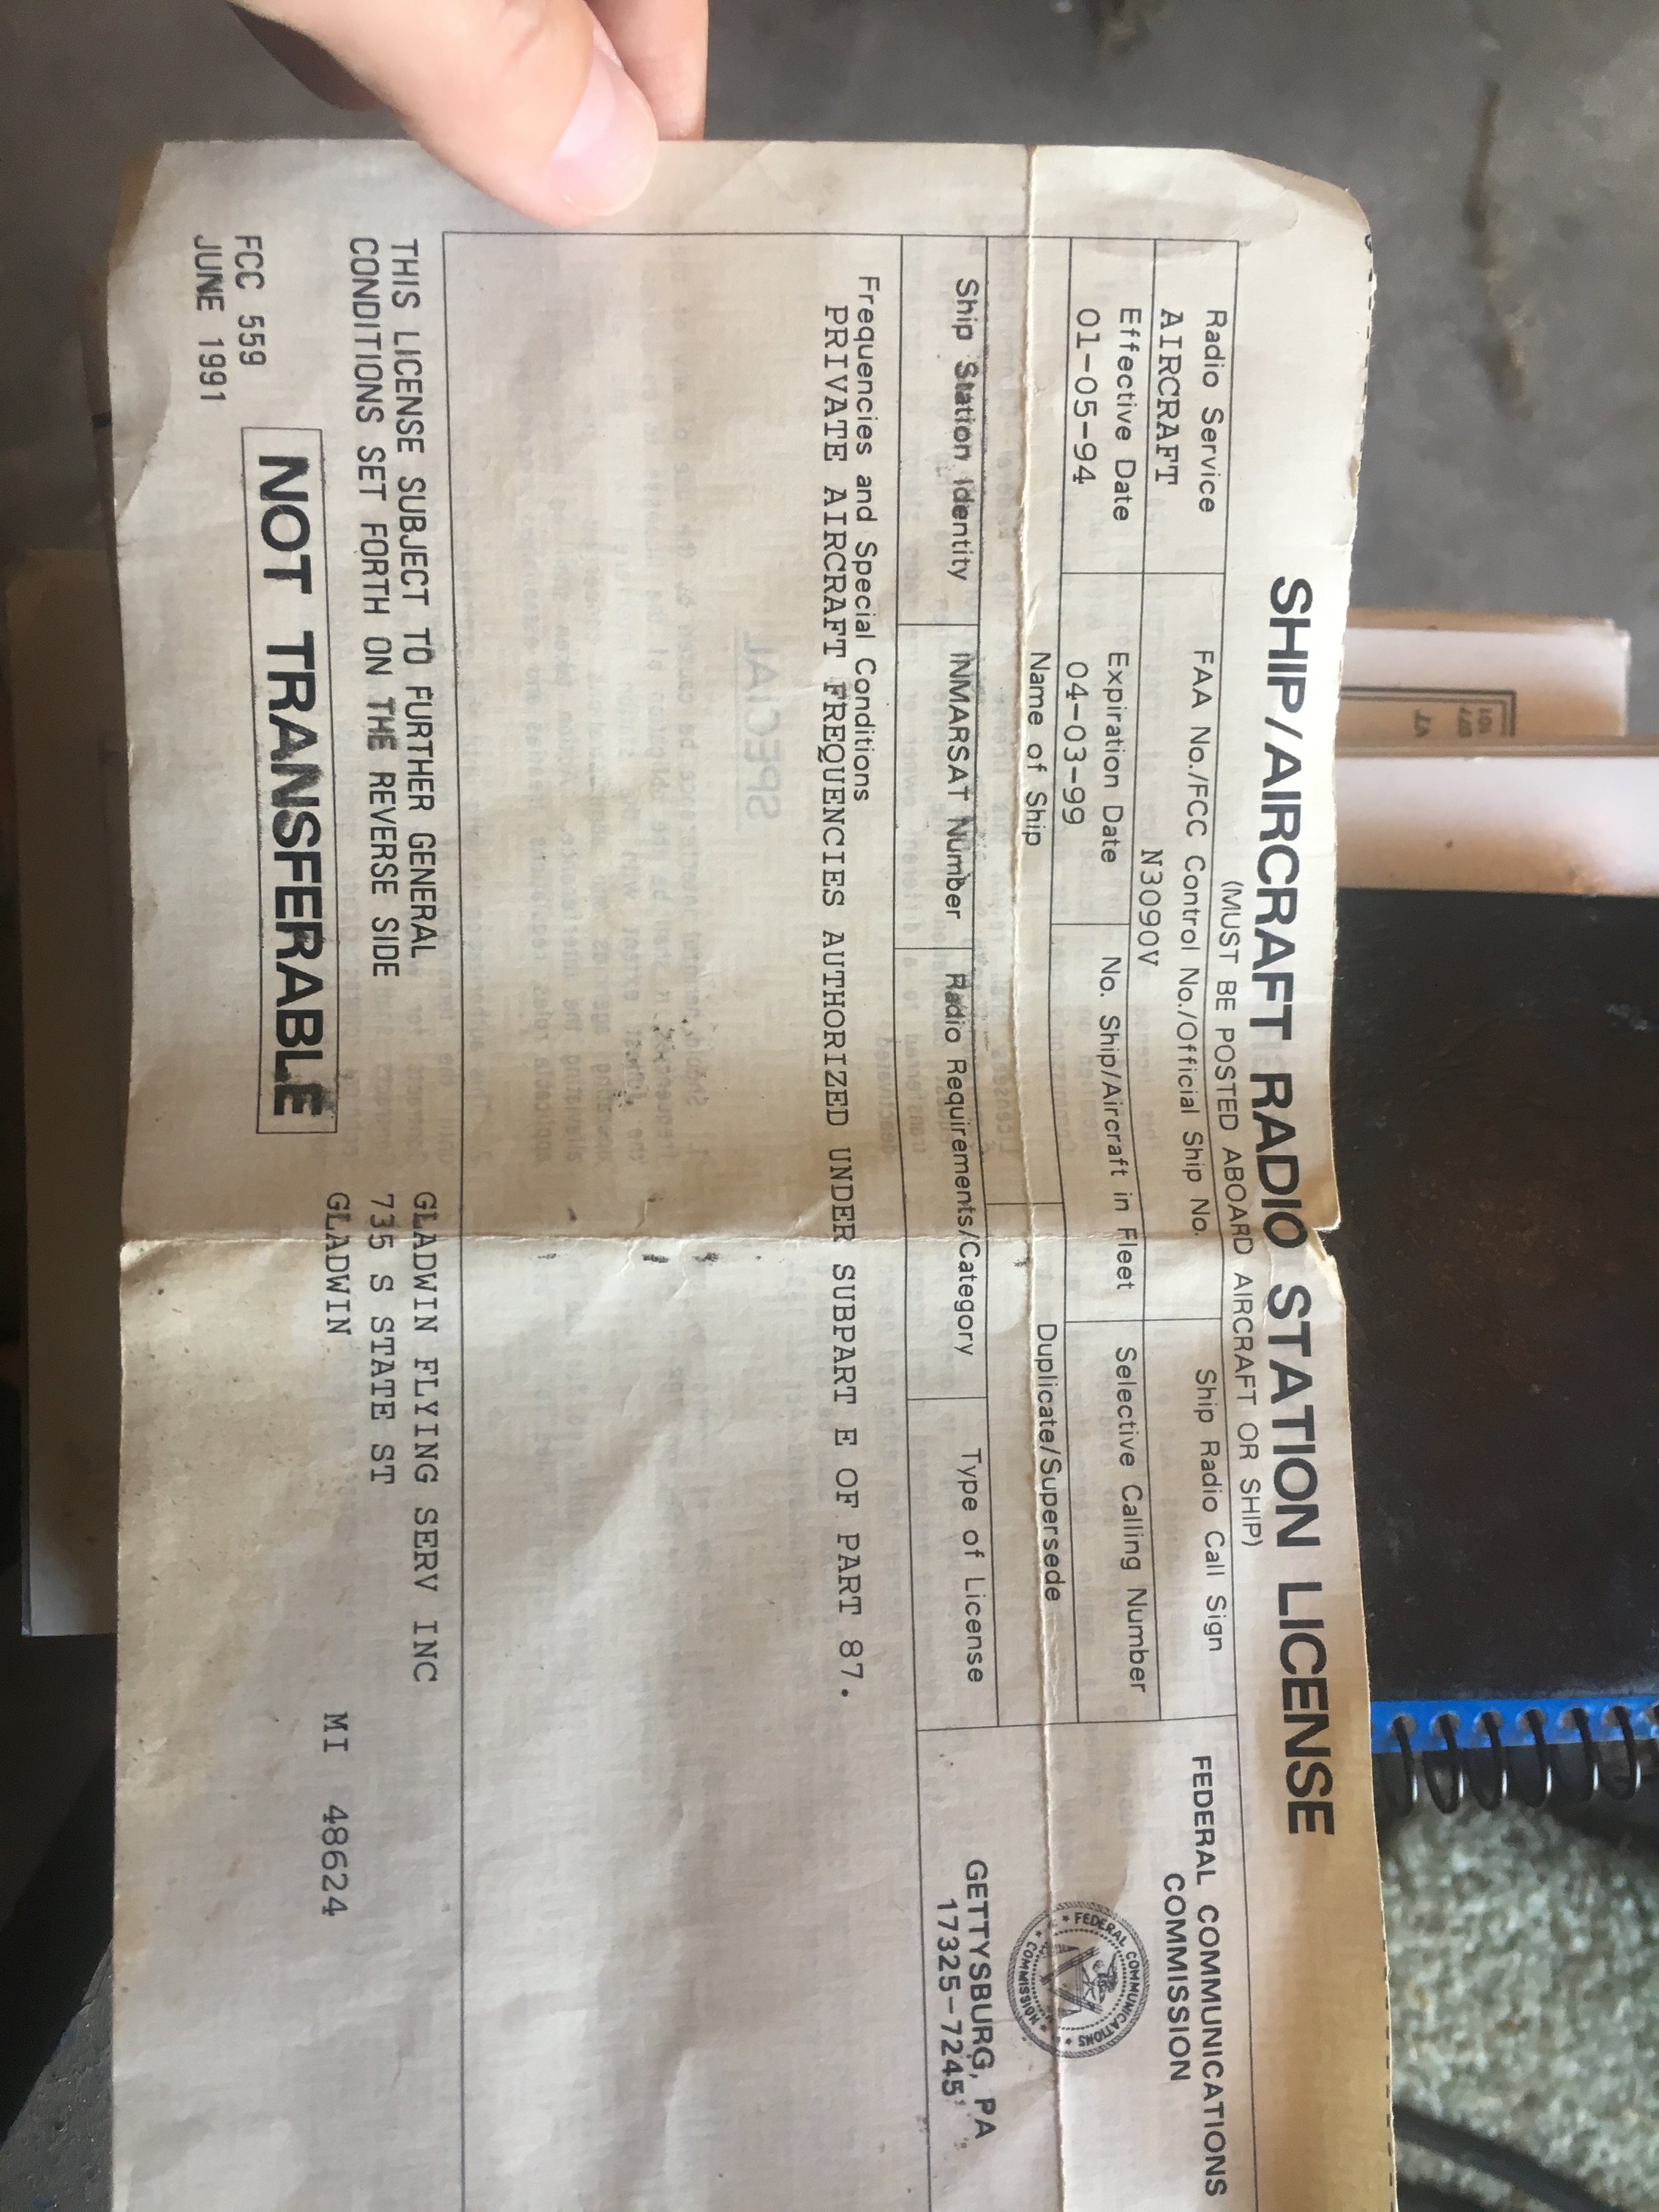 SHIP/AIRCRAFT RADIO STATION LICENSE
(MUST BE POSTED ABOARD AIRCRAFT OR SHIP)
Radio Service
AIRCRAFT
FAA No./FCC Control No./Official Ship No.
N3090V
Ship Radio Call Sign
FEDERAL COMMUNICATIONS
COMMISSION
Effective Date
01-05-94
Expiration Date
04-03-99
No. Ship/Aircraft in Fleet
Selective Calling Number
Name of Ship
Duplicate/Supersede
FEDERAL COMMUNICATIONS COMMISSION
Ship Station Identity
INMARSAT Number
Radio Requirements/Category
Type of License
GETTYSBURG, PA
17325-7245
Frequencies and Special Conditions
PRIVATE AIRCRAFT FREQUENCIES AUTHORIZED UNDER SUBPART E OF PART 87.
THIS LICENSE SUBJECT TO FURTHER GENERAL
CONDITIONS SET FORTH ON THE REVERSE SIDE
GLADWIN FLYING SERV INC
735 S STATE ST
GLADWIN MI 48624
NOT TRANSFERABLE
FCC 559
JUNE 1991